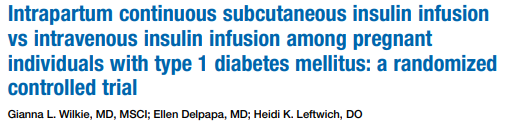 Intrapartum continuous subcutaneous insulin infusion
vs intravenous insulin infusion among pregnant
individuals with type 1 diabetes mellitus: a randomized
controlled trial
Gianna L. Wilkie, MD, MSCI; Ellen Delpapa, MD; Heidi K. Leftwich, DO